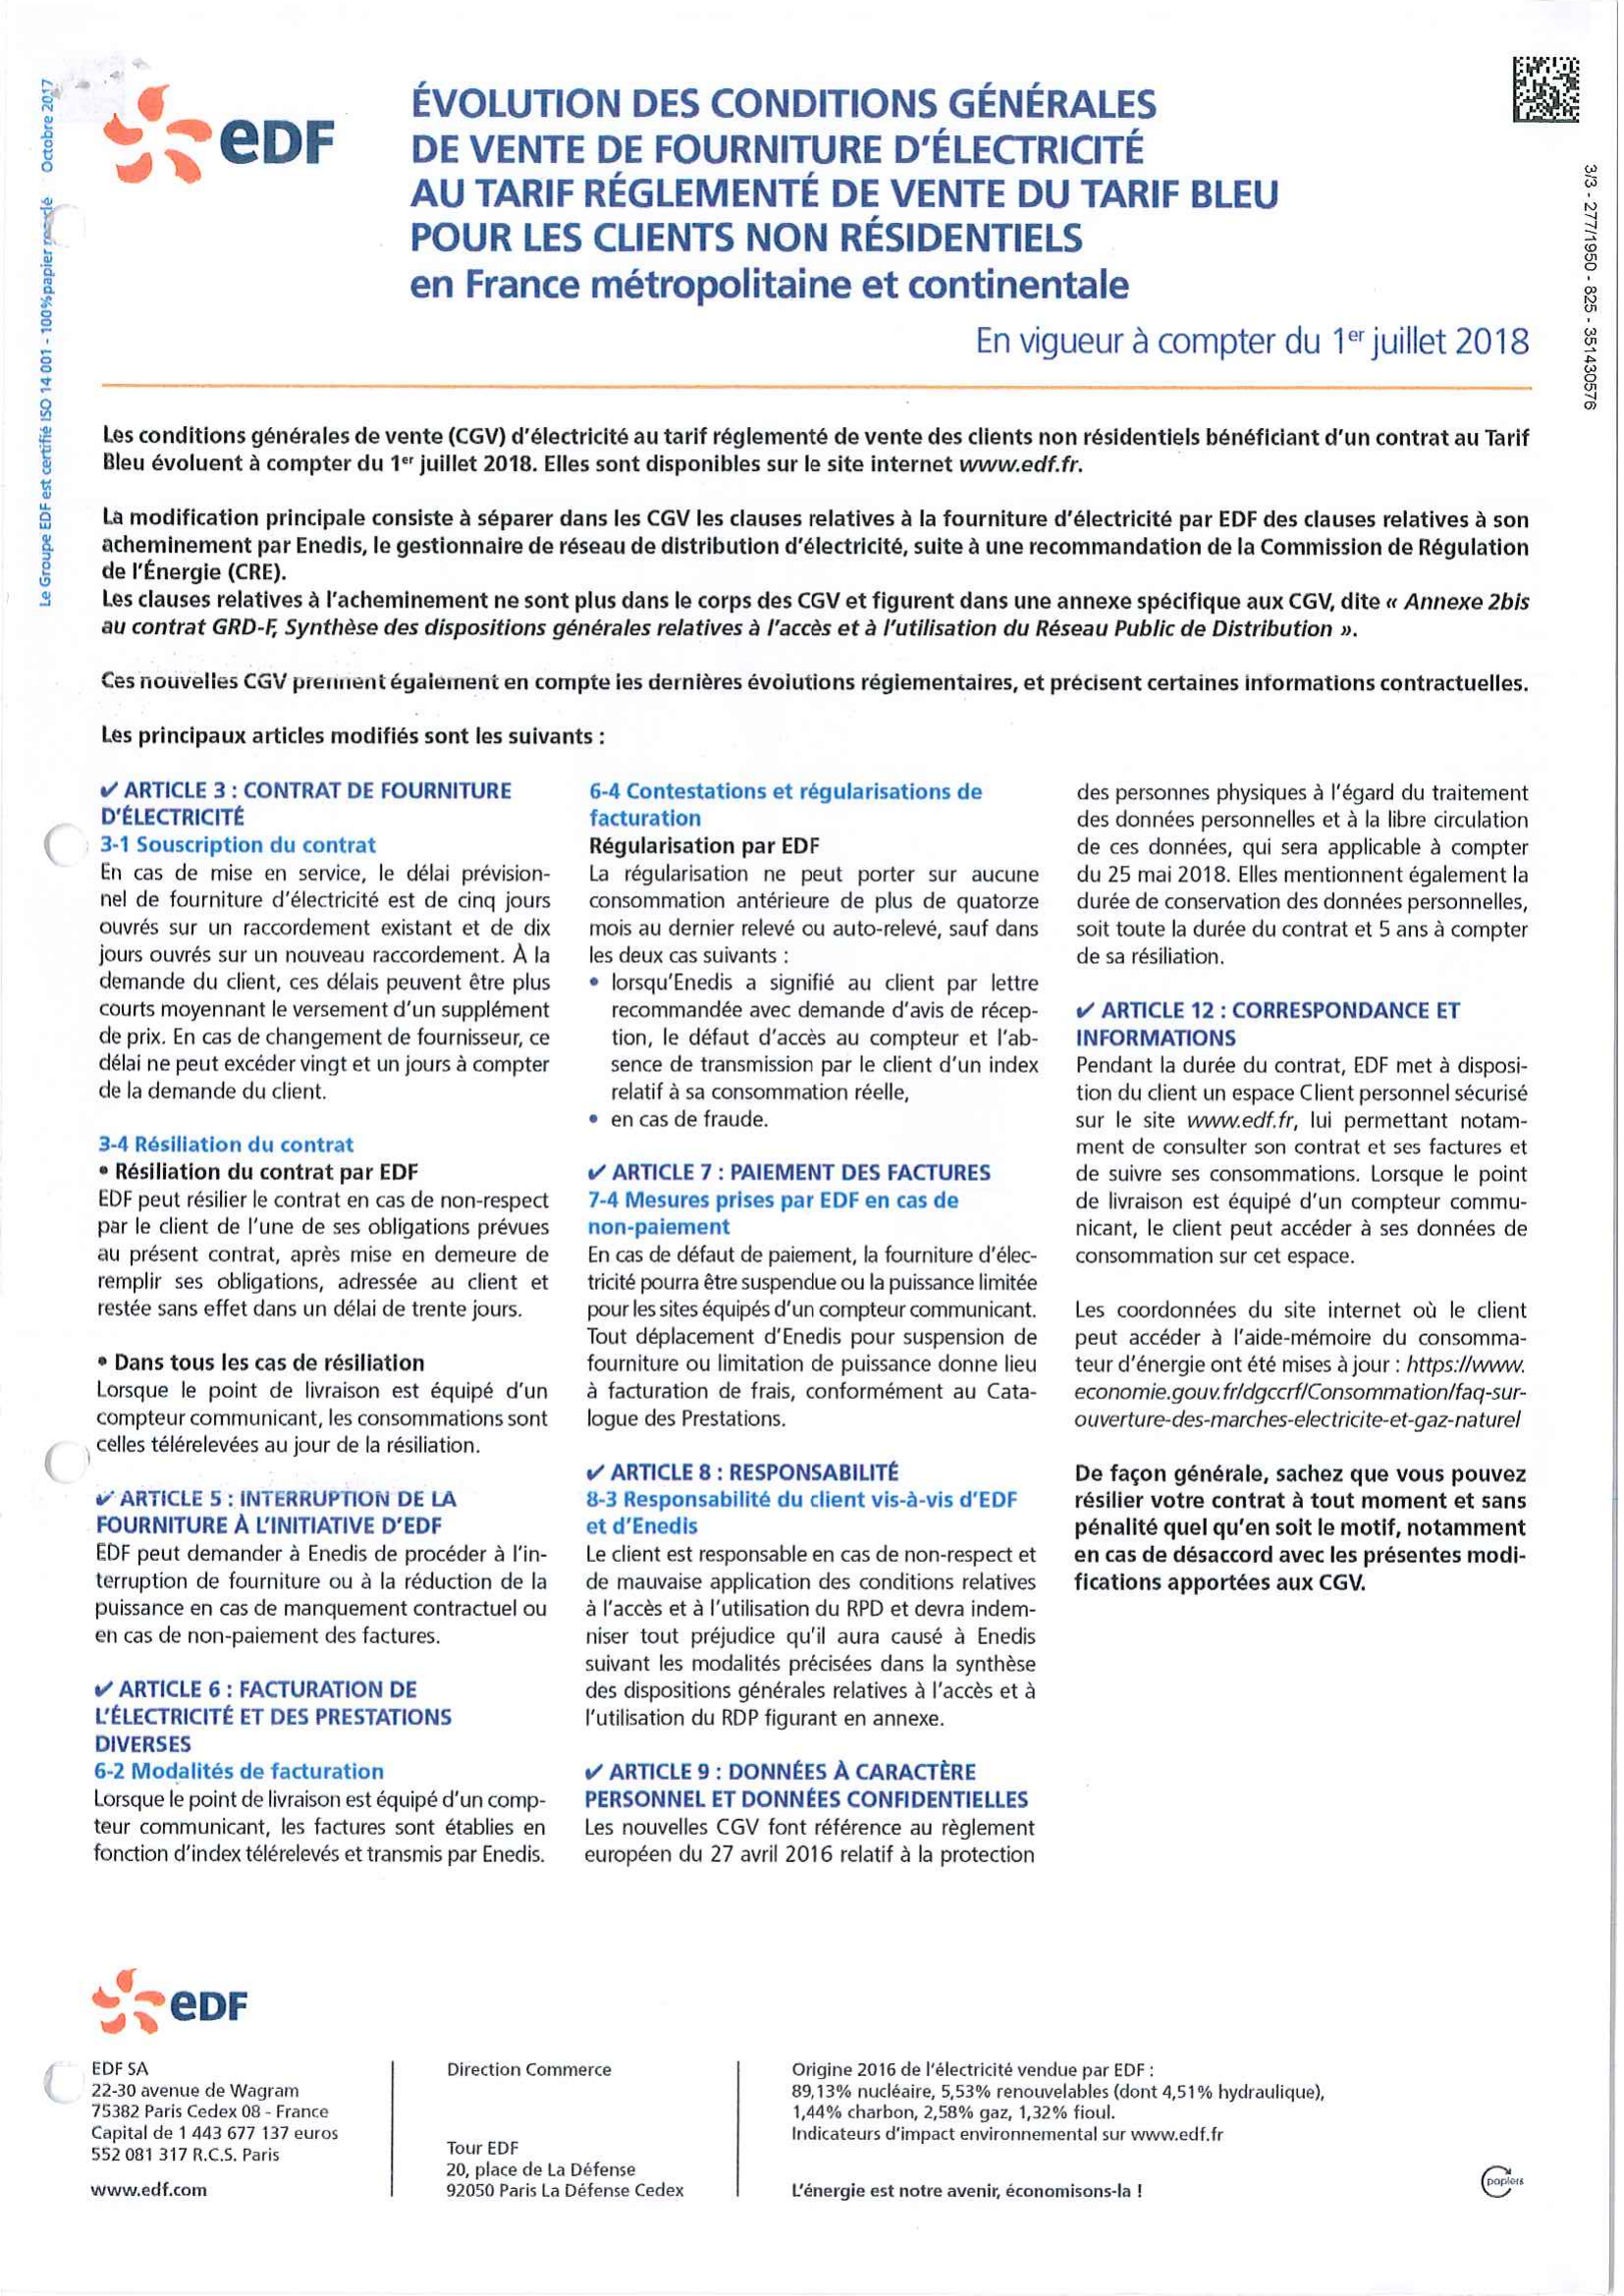 eDF
ÉVOLUTION DES CONDITIONS GÉNÉRALES
DE VENTE DE FOURNITURE D'ÉLECTRICITÉ
AU TARIF RÉGLEMENTÉ DE VENTE DU TARIF BLEU
POUR LES CLIENTS NON RÉSIDENTIELS
en France métropolitaine et continentale
En vigueur à compter du 1er juillet 2018
3/3 - 277/1950 - 825 - 351430576
Le Groupe EDF est certifié ISO 14 001 - 100% papier recyclé Octobre 2017
Les conditions générales de vente (CGV) d'électricité au tarif réglementé de vente des clients non résidentiels bénéficiant d'un contrat au Tarif
Bleu évoluent à compter du 1er juillet 2018. Elles sont disponibles sur le site internet www.edf.fr.
La modification principale consiste à séparer dans les CGV les clauses relatives à la fourniture d'électricité par EDF des clauses relatives à son
acheminement par Enedis, le gestionnaire de réseau de distribution d'électricité, suite à une recommandation de la Commission de Régulation
de l'Énergie (CRE).
Les clauses relatives à l'acheminement ne sont plus dans le corps des CGV et figurent dans une annexe spécifique aux CGV, dite « Annexe 2bis
au contrat GRD-F, Synthèse des dispositions générales relatives à l'accès et à l'utilisation du Réseau Public de Distribution ».
Ces nouvelles CGV prennent également en compte les dernières évolutions réglementaires, et précisent certaines informations contractuelles.
Les principaux articles modifiés sont les suivants :
✔ ARTICLE 3 : CONTRAT DE FOURNITURE
D'ÉLECTRICITÉ
3-1 Souscription du contrat
En cas de mise en service, le délai prévision-
nel de fourniture d'électricité est de cinq jours
ouvrés sur un raccordement existant et de dix
jours ouvrés sur un nouveau raccordement. À la
demande du client, ces délais peuvent être plus
courts moyennant le versement d'un supplément
de prix. En cas de changement de fournisseur, ce
délai ne peut excéder vingt et un jours à compter
de la demande du client.
3-4 Résiliation du contrat
• Résiliation du contrat par EDF
EDF peut résilier le contrat en cas de non-respect
par le client de l'une de ses obligations prévues
au présent contrat, après mise en demeure de
remplir ses obligations, adressée au client et
restée sans effet dans un délai de trente jours.
• Dans tous les cas de résiliation
Lorsque le point de livraison est équipé d'un
compteur communicant, les consommations sont
celles télérelevées au jour de la résiliation.
✔ ARTICLE 5 : INTERRUPTION DE LA
FOURNITURE À L'INITIATIVE D'EDF
EDF peut demander à Enedis de procéder à l'in-
terruption de fourniture ou à la réduction de la
puissance en cas de manquement contractuel ou
en cas de non-paiement des factures.
✔ ARTICLE 6 : FACTURATION DE
L'ÉLECTRICITÉ ET DES PRESTATIONS
DIVERSES
6-2 Modalités de facturation
Lorsque le point de livraison est équipé d'un comp-
teur communicant, les factures sont établies en
fonction d'index télérelevés et transmis par Enedis.
6-4 Contestations et régularisations de
facturation
Régularisation par EDF
La régularisation ne peut porter sur aucune
consommation antérieure de plus de quatorze
mois au dernier relevé ou auto-relevé, sauf dans
les deux cas suivants :
• lorsqu'Enedis a signifié au client par lettre
recommandée avec demande d'avis de récep-
tion, le défaut d'accès au compteur et l'ab-
sence de transmission par le client d'un index
relatif à sa consommation réelle,
• en cas de fraude.
✔ ARTICLE 7 : PAIEMENT DES FACTURES
7-4 Mesures prises par EDF en cas de
non-paiement
En cas de défaut de paiement, la fourniture d'élec-
tricité pourra être suspendue ou la puissance limitée
pour les sites équipés d'un compteur communicant.
Tout déplacement d'Enedis pour suspension de
fourniture ou limitation de puissance donne lieu
à facturation de frais, conformément au Cata-
logue des Prestations.
✔ ARTICLE 8 : RESPONSABILITÉ
8-3 Responsabilité du client vis-à-vis d'EDF
et d'Enedis
Le client est responsable en cas de non-respect et
de mauvaise application des conditions relatives
à l'accès et à l'utilisation du RPD et devra indem-
niser tout préjudice qu'il aura causé à Enedis
suivant les modalités précisées dans la synthèse
des dispositions générales relatives à l'accès et à
l'utilisation du RDP figurant en annexe.
✔ ARTICLE 9 : DONNÉES À CARACTÈRE
PERSONNEL ET DONNÉES CONFIDENTIELLES
Les nouvelles CGV font référence au règlement
européen du 27 avril 2016 relatif à la protection
des personnes physiques à l'égard du traitement
des données personnelles et à la libre circulation
de ces données, qui sera applicable à compter
du 25 mai 2018. Elles mentionnent également la
durée de conservation des données personnelles,
soit toute la durée du contrat et 5 ans à compter
de sa résiliation.
✔ ARTICLE 12 : CORRESPONDANCE ET
INFORMATIONS
Pendant la durée du contrat, EDF met à disposi-
tion du client un espace Client personnel sécurisé
sur le site www.edf.fr, lui permettant notam-
ment de consulter son contrat et ses factures et
de suivre ses consommations. Lorsque le point
de livraison est équipé d'un compteur commu-
nicant, le client peut accéder à ses données de
consommation sur cet espace.
Les coordonnées du site internet où le client
peut accéder à l'aide-mémoire du consomma-
teur d'énergie ont été mises à jour : https://www.
economie.gouv.fr/dgccrf/Consommation/faq-sur-
ouverture-des-marches-electricite-et-gaz-naturel
De façon générale, sachez que vous pouvez
résilier votre contrat à tout moment et sans
pénalité quel qu'en soit le motif, notamment
en cas de désaccord avec les présentes modi-
fications apportées aux CGV.
eDF
EDF SA
22-30 avenue de Wagram
75382 Paris Cedex 08 - France
Capital de 1 443 677 137 euros
552 081 317 R.C.S. Paris
www.edf.com
Direction Commerce
Tour EDF
20, place de La Défense
92050 Paris La Défense Cedex
Origine 2016 de l'électricité vendue par EDF :
89,13% nucléaire, 5,53% renouvelables (dont 4,51% hydraulique),
1,44% charbon, 2,58% gaz, 1,32% fioul.
Indicateurs d'impact environnemental sur www.edf.fr
L'énergie est notre avenir, économisons-la !
papiers